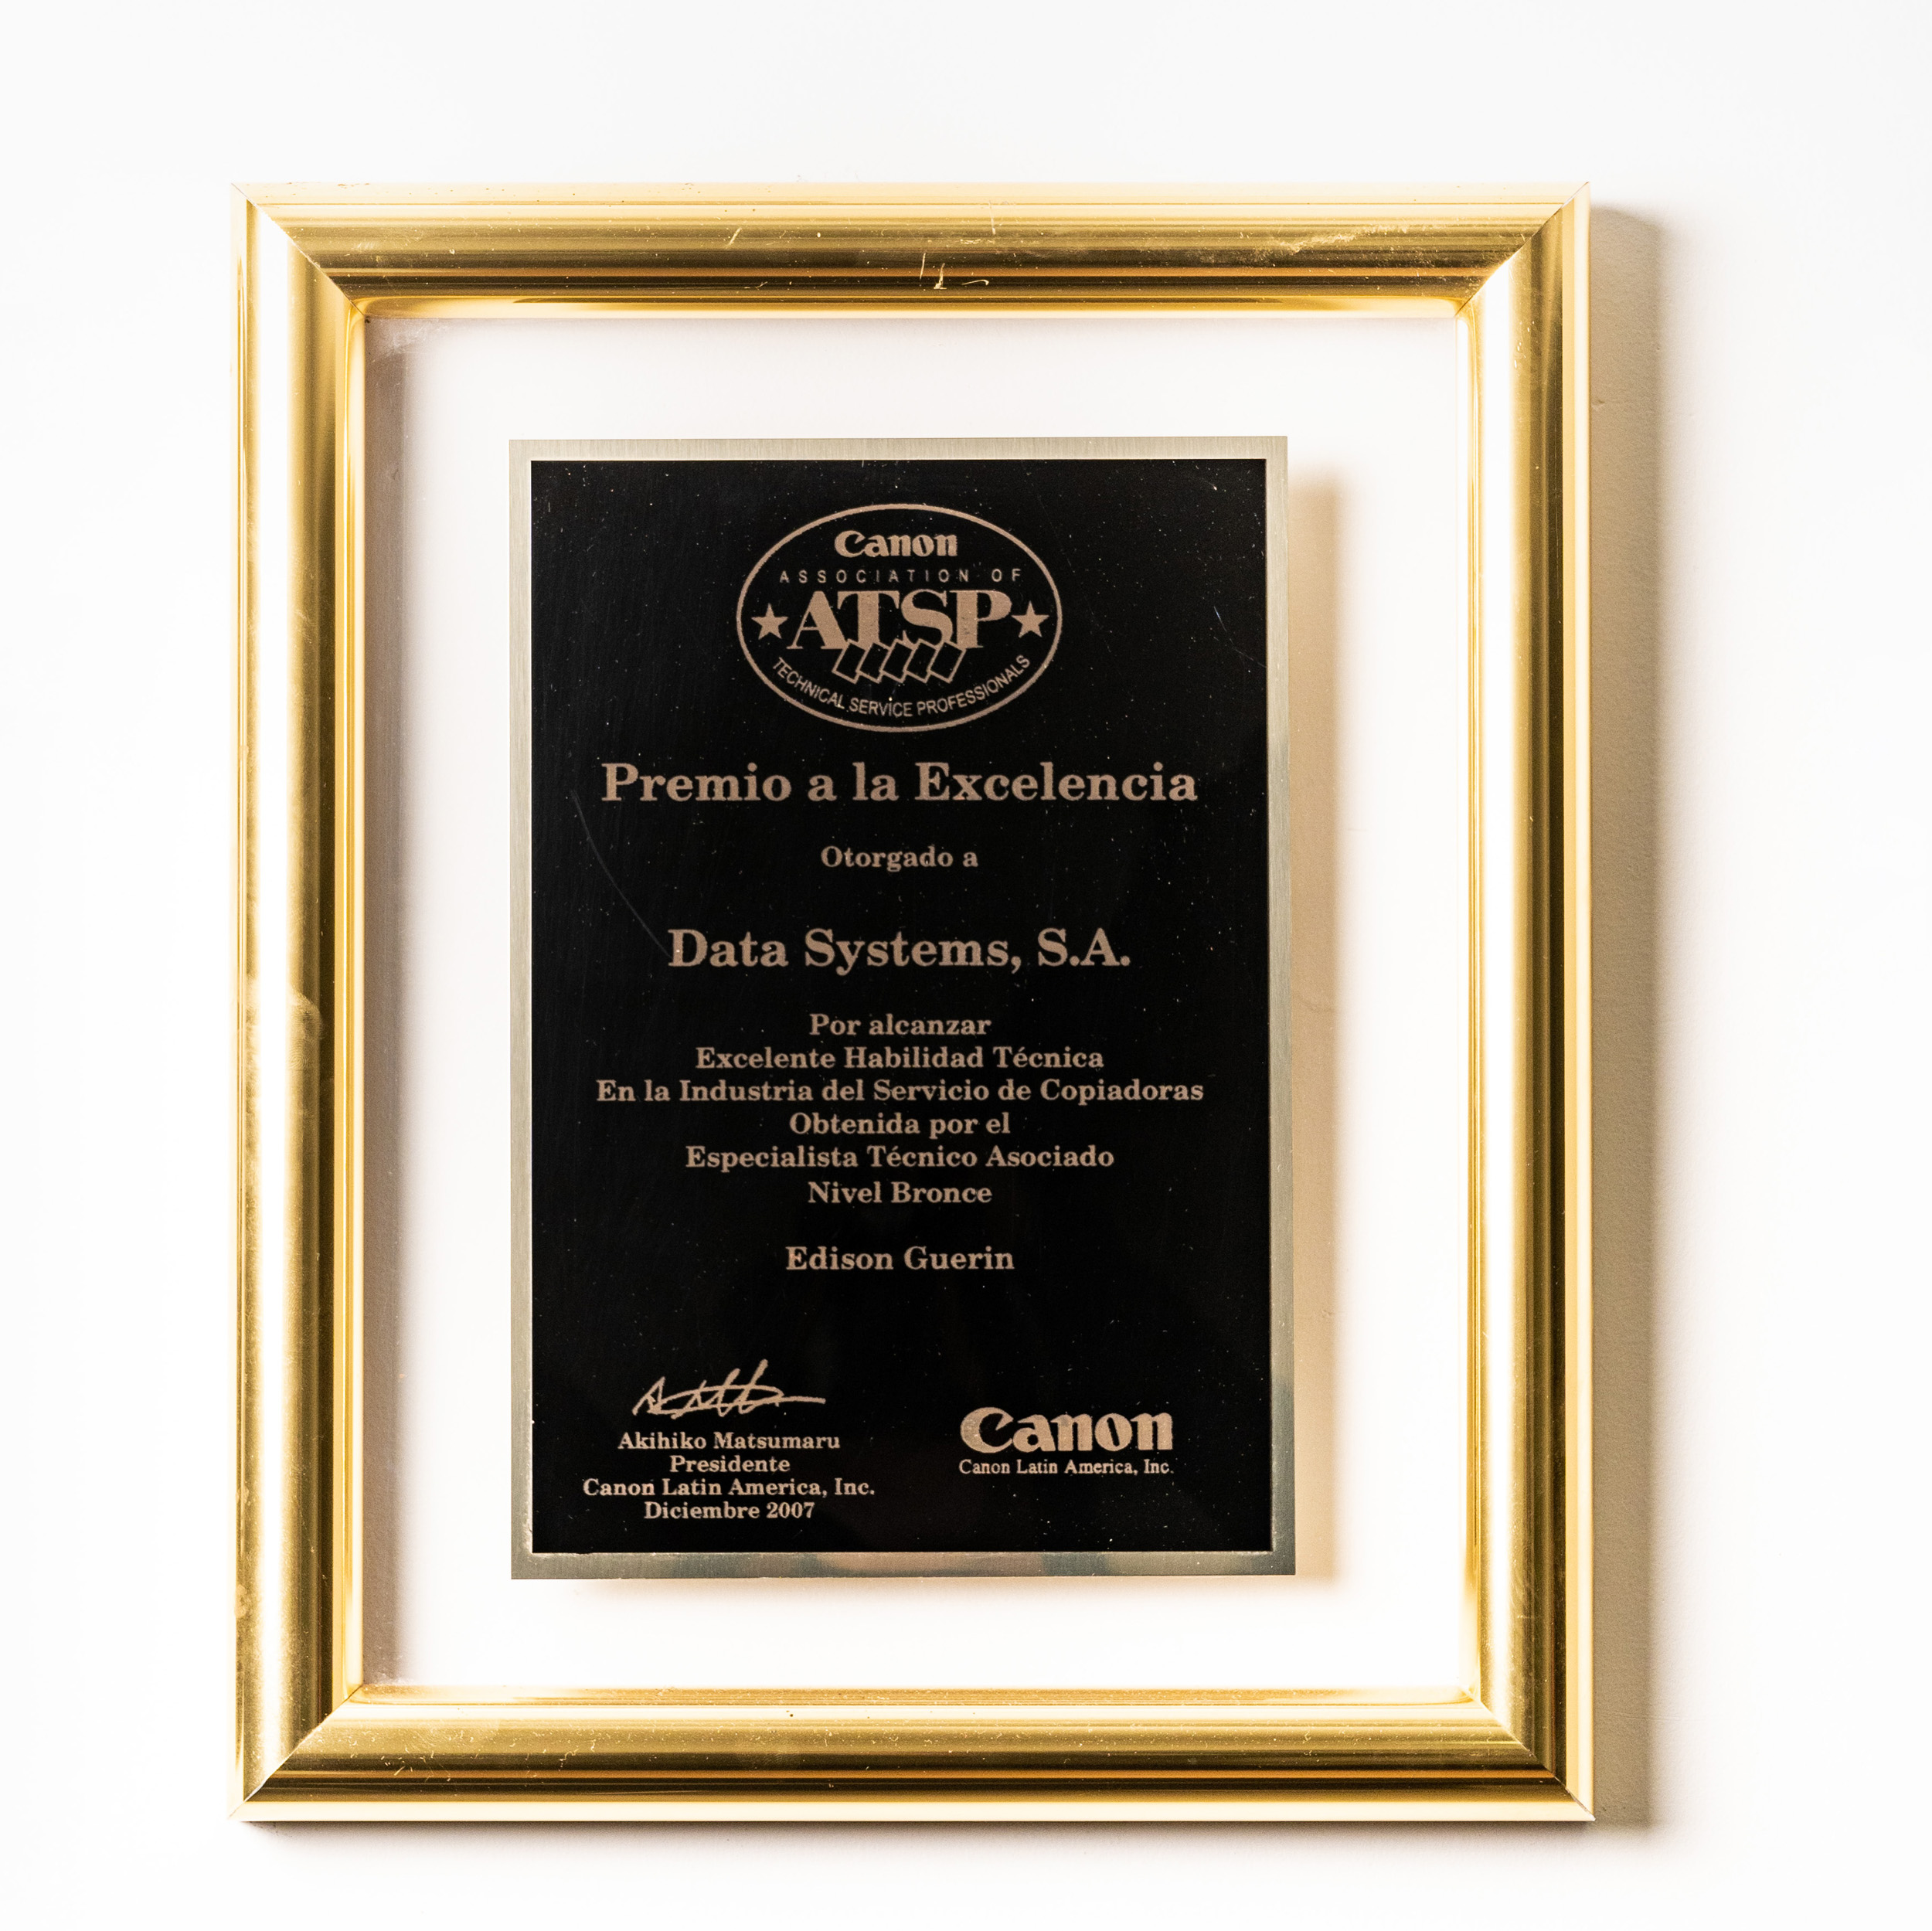 Canon
ASSOCIATION OF
ATSP
TECHNICAL SERVICE PROFESSIONALS
Premio a la Excelencia
Otorgado a
Data Systems, S.A.
Por alcanzar
Excelente Habilidad Técnica
En la Industria del Servicio de Copiadoras
Obtenida por el
Especialista Técnico Asociado
Nivel Bronce
Edison Guerin
Akihiko Matsumaru
Presidente
Canon Latin America, Inc.
Diciembre 2007
Canon
Canon Latin America, Inc.